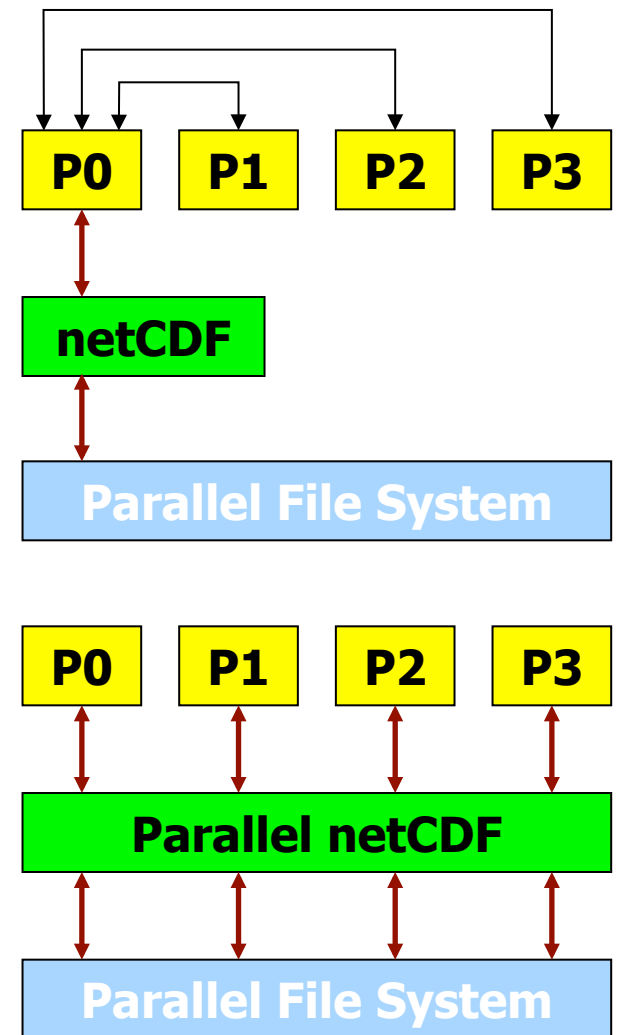 P0 P1 P2 P3
netCDF
Parallel File System
P0 P1 P2 P3
Parallel netCDF
Parallel File System